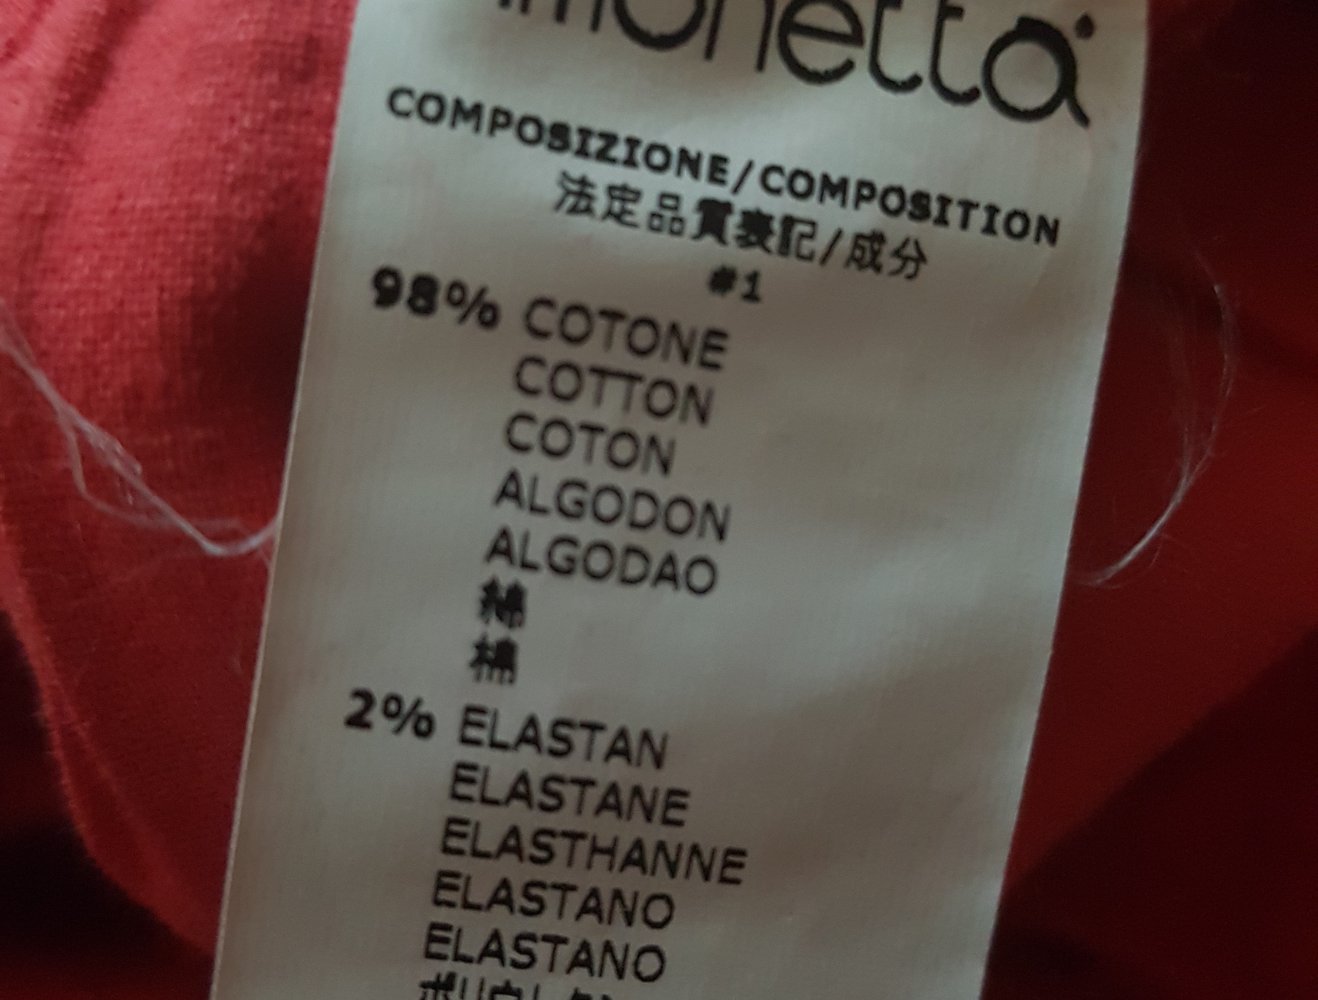 imonetta
COMPOSIZIONE/COMPOSITION
法定品質表記/成分
#1
98% COTONE
COTTON
COTON
ALGODON
ALGODAO
綿
棉
2% ELASTAN
ELASTANE
ELASTHANNE
ELASTANO
ELASTANO